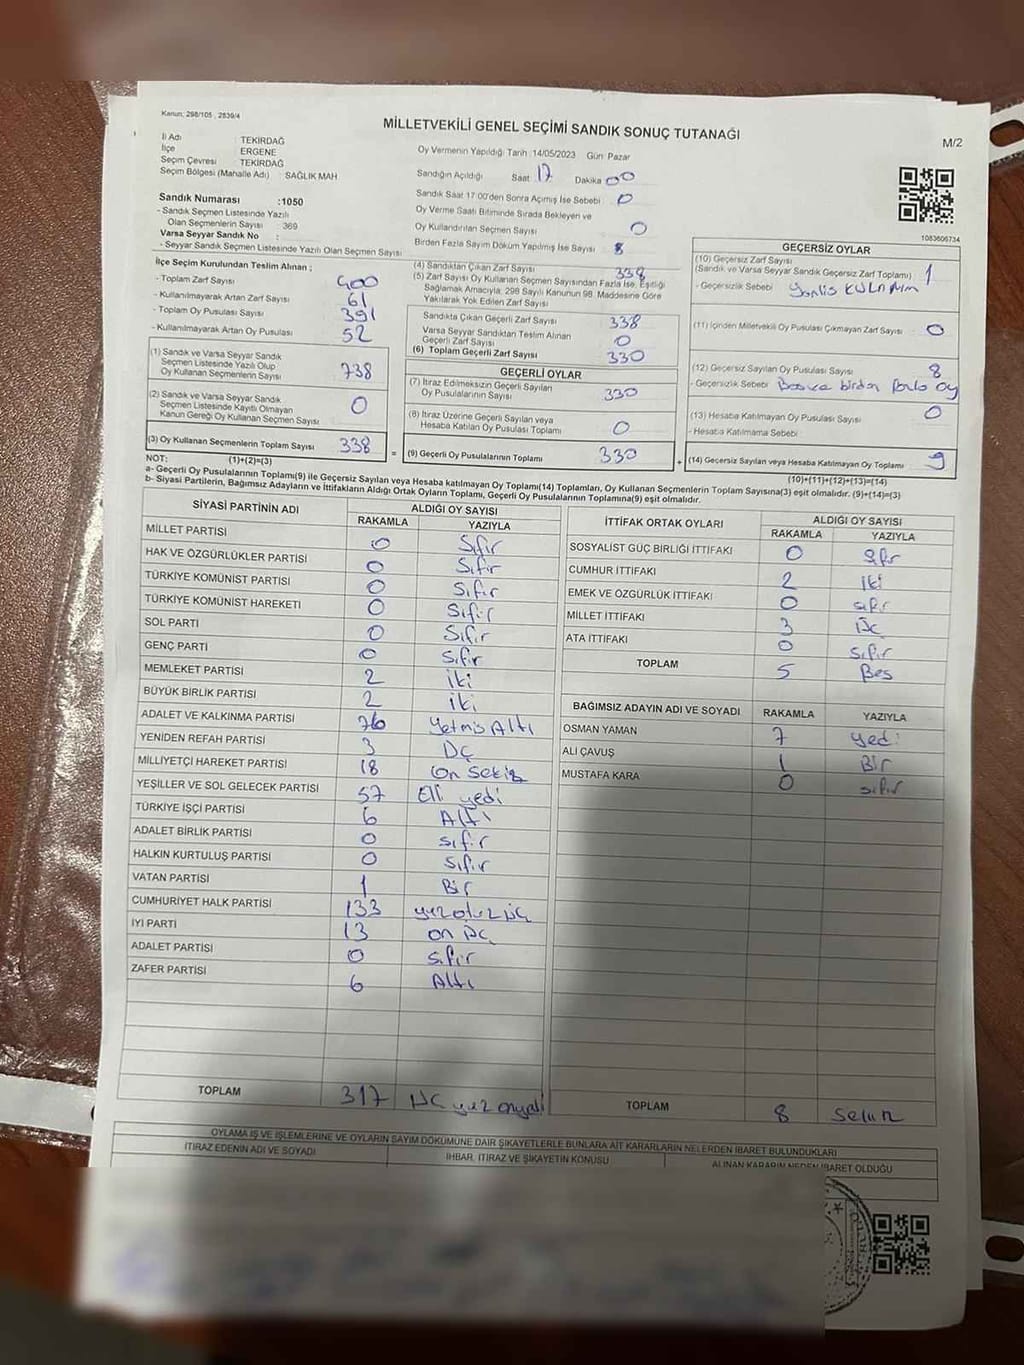 Kanun: 298/105 , 2839/4
MİLLETVEKİLİ GENEL SEÇİMİ SANDIK SONUÇ TUTANAĞI
M/2
İl Adı : TEKİRDAĞ
İlçe : ERGENE
Seçim Çevresi : TEKİRDAĞ
Seçim Bölgesi (Mahalle Adı) : SAĞLIK MAH
Sandık Numarası :1050
- Sandık Seçmen Listesinde Yazılı
Olan Seçmenlerin Sayısı : 369
Varsa Seyyar Sandık No :
- Seyyar Sandık Seçmen Listesinde Yazılı Olan Seçmen Sayısı :
Oy Vermenin Yapıldığı Tarih :14/05/2023 Gün: Pazar
Sandığın Açıldığı Saat 17 Dakika 00
Sandık Saat 17:00'den Sonra Açımış İse Sebebi : 0
Oy Verme Saati Bitiminde Sırada Bekleyen ve
Oy Kullandırılan Seçmen Sayısı : 0
Birden Fazla Sayım Döküm Yapılmış İse Sayısı : 8
1083606734
İlçe Seçim Kurulundan Teslim Alınan ;
- Toplam Zarf Sayısı : 400
- Kullanılmayarak Artan Zarf Sayısı : 61
- Toplam Oy Pusulası Sayısı : 391
- Kullanılmayarak Artan Oy Pusulası : 52
(1) Sandık ve Varsa Seyyar Sandık
Seçmen Listesinde Yazılı Olup
Oy Kullanan Seçmenlerin Sayısı : 738
(2) Sandık ve Varsa Seyyar Sandık
Seçmen Listesinde Kayıtlı Olmayan
Kanun Gereği Oy Kullanan Seçmen Sayısı : 0
(3) Oy Kullanan Seçmenlerin Toplam Sayısı : 338
(4) Sandıktan Çıkan Zarf Sayısı : 338
(5) Zarf Sayısı Oy Kullanan Seçmen Sayısından Fazla İse, Eşitliği
Sağlamak Amacıyla; 298 Sayılı Kanunun 98. Maddesine Göre
Yakılarak Yok Edilen Zarf Sayısı :
Sandıkta Çıkan Geçerli Zarf Sayısı : 338
Varsa Seyyar Sandıktan Teslim Alınan
Geçerli Zarf Sayısı : 0
(6) Toplam Geçerli Zarf Sayısı : 330
GEÇERLİ OYLAR
(7) İtiraz Edilmeksizin Geçerli Sayılan
Oy Pusulalarının Sayısı : 330
(8) İtiraz Üzerine Geçerli Sayılan veya
Hesaba Katılan Oy Pusulası Toplamı : 0
= (9) Geçerli Oy Pusulalarının Toplamı : 330
GEÇERSİZ OYLAR
(10) Geçersiz Zarf Sayısı
(Sandık ve Varsa Seyyar Sandık Geçersiz Zarf Toplamı) : 1
- Geçersizlik Sebebi : Yanlis
(11) İçinden Milletvekili Oy Pusulası Çıkmayan Zarf Sayısı : 0
(12) Geçersiz Sayılan Oy Pusulası Sayısı : 8
- Geçersizlik Sebebi : birden fazla oy
(13) Hesaba Katılmayan Oy Pusulası Sayısı : 0
- Hesaba Katılmama Sebebi :
+ (14) Geçersiz Sayılan veya Hesaba Katılmayan Oy Toplamı : 9
NOT: (1)+(2)=(3)
(10)+(11)+(12)+(13)=(14)
a- Geçerli Oy Pusulalarının Toplamı(9) ile Geçersiz Sayılan veya Hesaba katılmayan Oy Toplamı(14) Toplamları, Oy Kullanan Seçmenlerin Toplam Sayısına(3) eşit olmalıdır. (9)+(14)=(3)
b- Siyasi Partilerin, Bağımsız Adayların ve İttifakların Aldığı Ortak Oyların Toplamı, Geçerli Oy Pusulalarının Toplamına(9) eşit olmalıdır.
SİYASİ PARTİNİN ADI ALDIĞI OY SAYISI
RAKAMLA YAZIYLA
MİLLET PARTİSİ 0 Sıfır
HAK VE ÖZGÜRLÜKLER PARTİSİ 0 Sıfır
TÜRKİYE KOMÜNİST PARTİSİ 0 Sıfır
TÜRKİYE KOMÜNİST HAREKETİ 0 Sıfır
SOL PARTİ 0 Sıfır
GENÇ PARTİ 0 Sıfır
MEMLEKET PARTİSİ 2 İki
BÜYÜK BİRLİK PARTİSİ 2 İki
ADALET VE KALKINMA PARTİSİ 76 Yetmis Altı
YENİDEN REFAH PARTİSİ 3 ÜÇ
MİLLİYETÇİ HAREKET PARTİSİ 18 On Sekiz
YEŞİLLER VE SOL GELECEK PARTİSİ 57 Elli yedi
TÜRKİYE İŞÇİ PARTİSİ 6 Altı
ADALET BİRLİK PARTİSİ 0 sıfır
HALKIN KURTULUŞ PARTİSİ 0 Sıfır
VATAN PARTİSİ 1 Bir
CUMHURİYET HALK PARTİSİ 133 yüz otuz üç
İYİ PARTİ 13 on üç
ADALET PARTİSİ 0 sıfır
ZAFER PARTİSİ 6 Altı
TOPLAM 317 üç yüz onyedi
İTTİFAK ORTAK OYLARI ALDIĞI OY SAYISI
RAKAMLA YAZIYLA
SOSYALİST GÜÇ BİRLİĞİ İTTİFAKI 0 Sıfır
CUMHUR İTTİFAKI 2 İki
EMEK VE ÖZGÜRLÜK İTTİFAKI 0 sıfır
MİLLET İTTİFAKI 3 üç
ATA İTTİFAKI 0 sıfır
TOPLAM 5 Bes
BAĞIMSIZ ADAYIN ADI VE SOYADI RAKAMLA YAZIYLA
OSMAN YAMAN 7 yedi
ALİ ÇAVUŞ 1 Bir
MUSTAFA KARA 0 sıfır
TOPLAM 8 Sekiz
OYLAMA İŞ VE İŞLEMLERİNE VE OYLARIN SAYIM DÖKÜMÜNE DAİR ŞİKAYETLERLE BUNLARA AİT KARARLARIN NELERDEN İBARET BULUNDUKLARI
İTİRAZ EDENİN ADI VE SOYADI İHBAR, İTİRAZ VE ŞİKAYETİN KONUSU ALINAN KARARIN NEDEN İBARET OLDUĞU